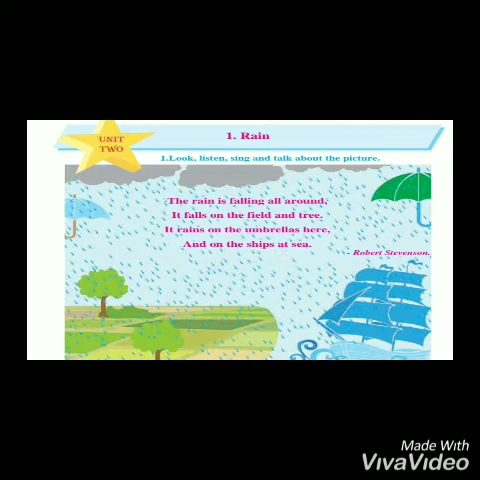 UNIT
TWO
1. Rain
1.Look, listen, sing and talk about the picture.
The rain is falling all around,
It falls on the field and tree.
It rains on the umbrellas here,
And on the ships at sea.
- Robert Stevenson.
Made With
VivaVideo